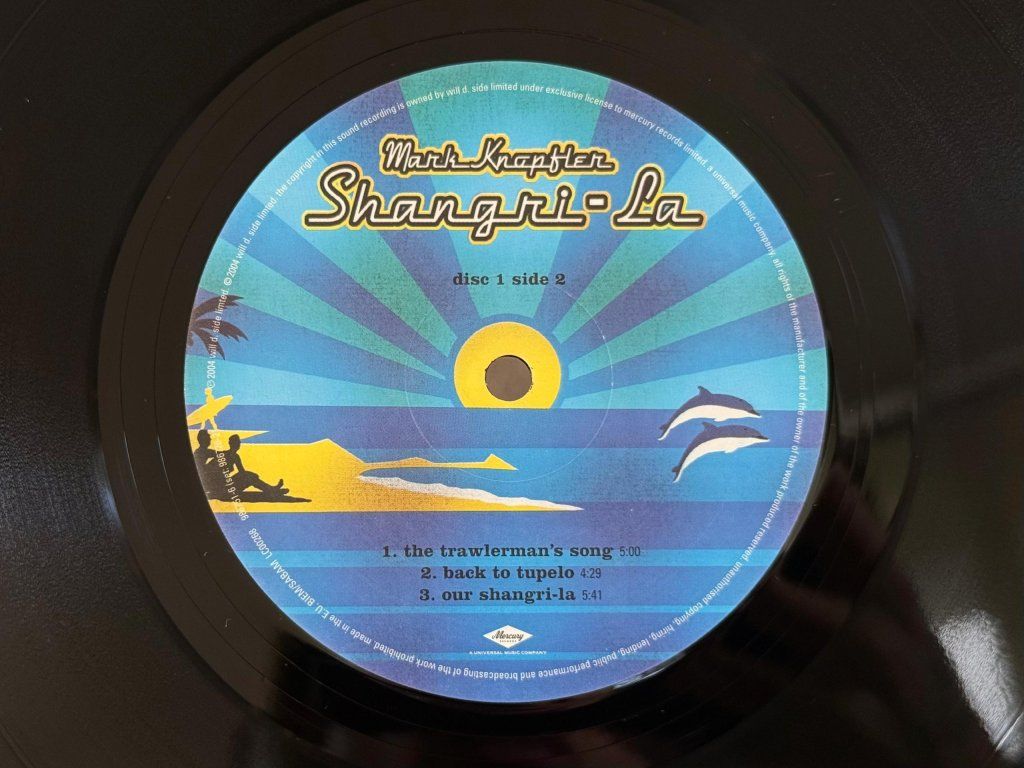 Mark Knopfler
Shangri-La
disc 1 side 2
1. the trawlerman's song 5:00
2. back to tupelo 4:29
3. our shangri-la 5:41
Mercury
A UNIVERSAL MUSIC COMPANY
℗ 2004 will d. side limited. © 2004 will d. side limited. the copyright in this sound recording is owned by will d. side limited under exclusive license to mercury records limited. a universal music company all rights of the manufacturer and of the owner of the work produced reserved unauthorised copying, hiring, lending, public performance and broadcasting of the work prohibited. made in the E.U. BIEM/SABAM LC00268